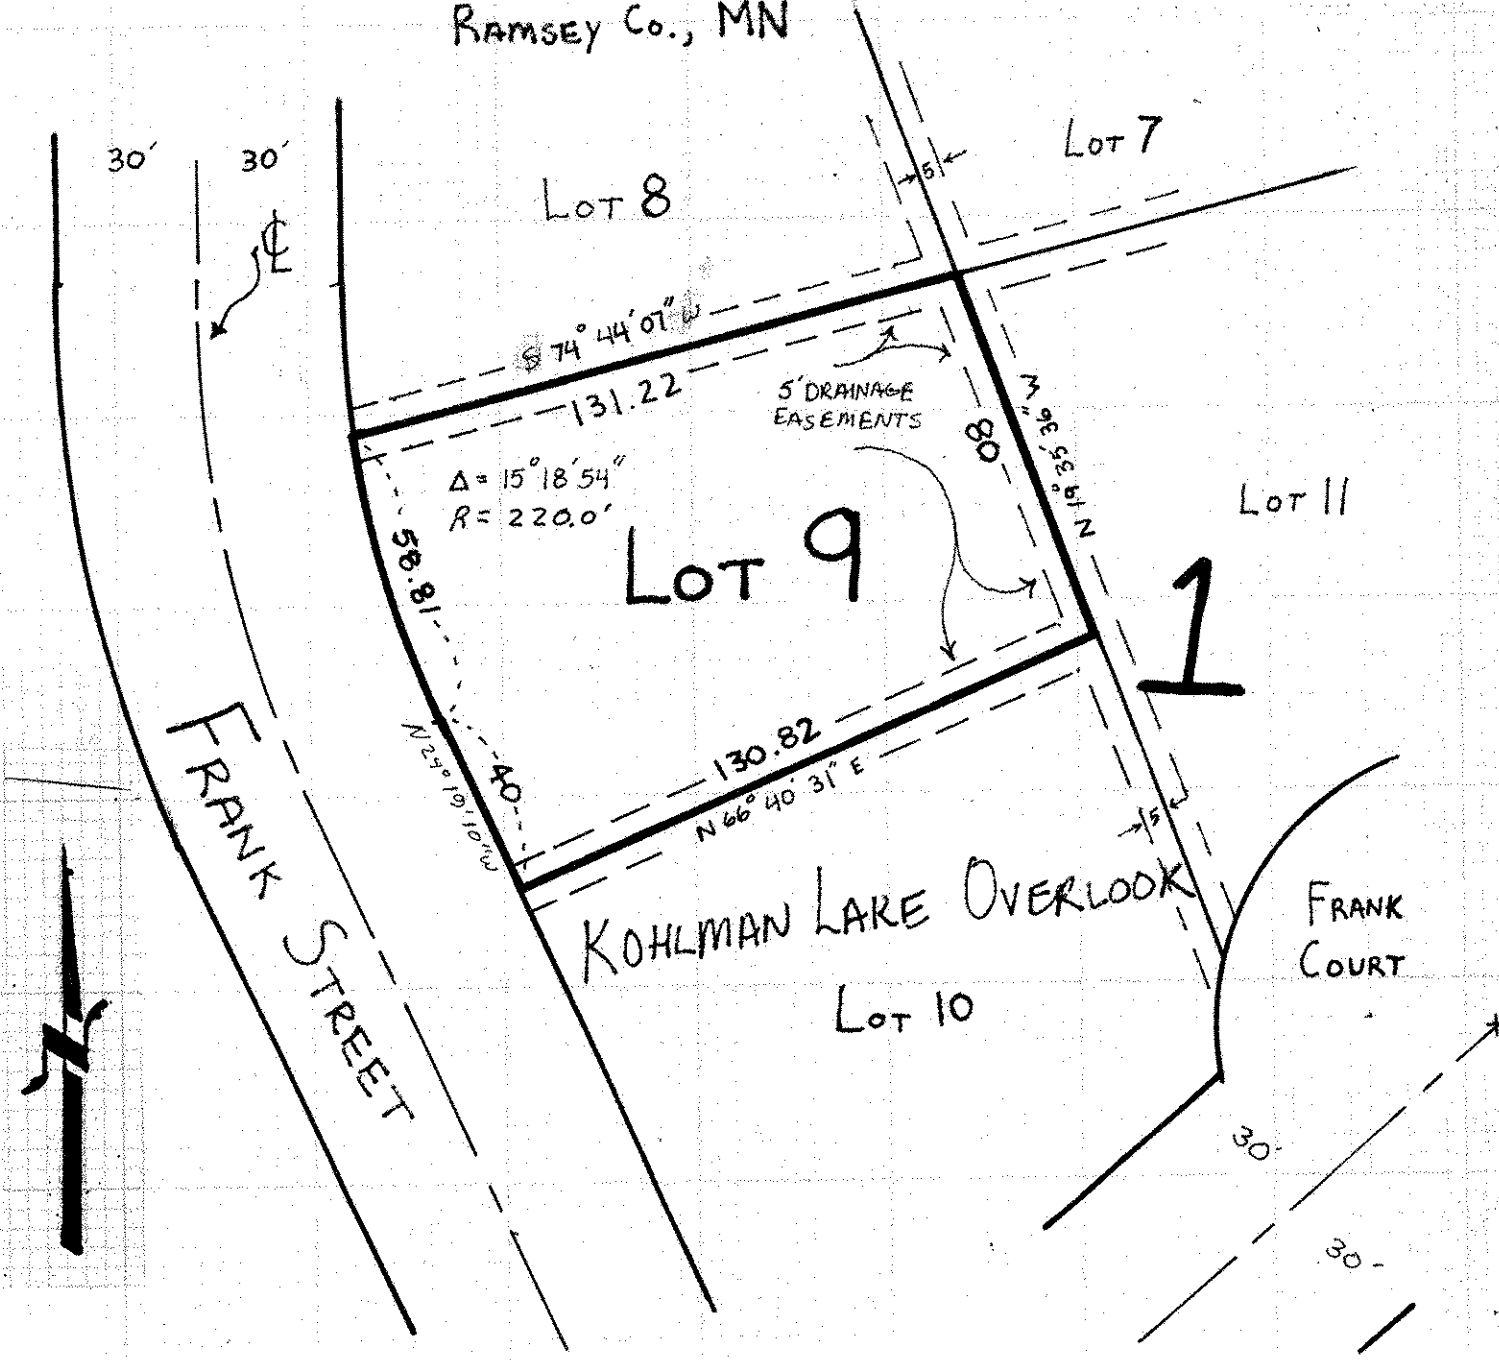 RAMSEY CO., MN
30' 30'
LOT 7
5
LOT 8
℄
S 74° 44' 07" W
131.22
5' DRAINAGE
EASEMENTS
80
N 19° 35' 36" W
Δ = 15° 18' 54"
R = 220.0'
LOT 11
58.81
LOT 9
1
FRANK STREET
N 24° 19' 10" W
40
130.82
N 66° 40' 31" E
5
KOHLMAN LAKE OVERLOOK
FRANK
COURT
LOT 10
30-
30-